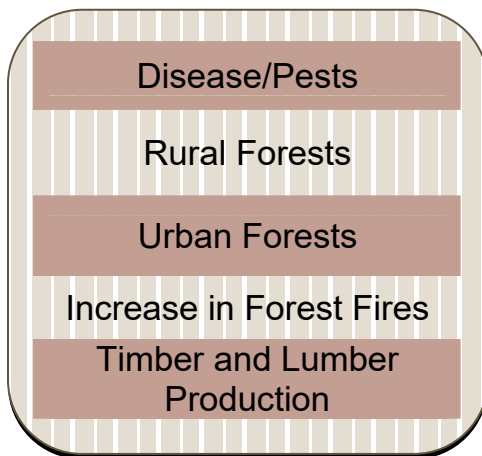 Disease/Pests
Rural Forests
Urban Forests
Increase in Forest Fires
Timber and Lumber
Production